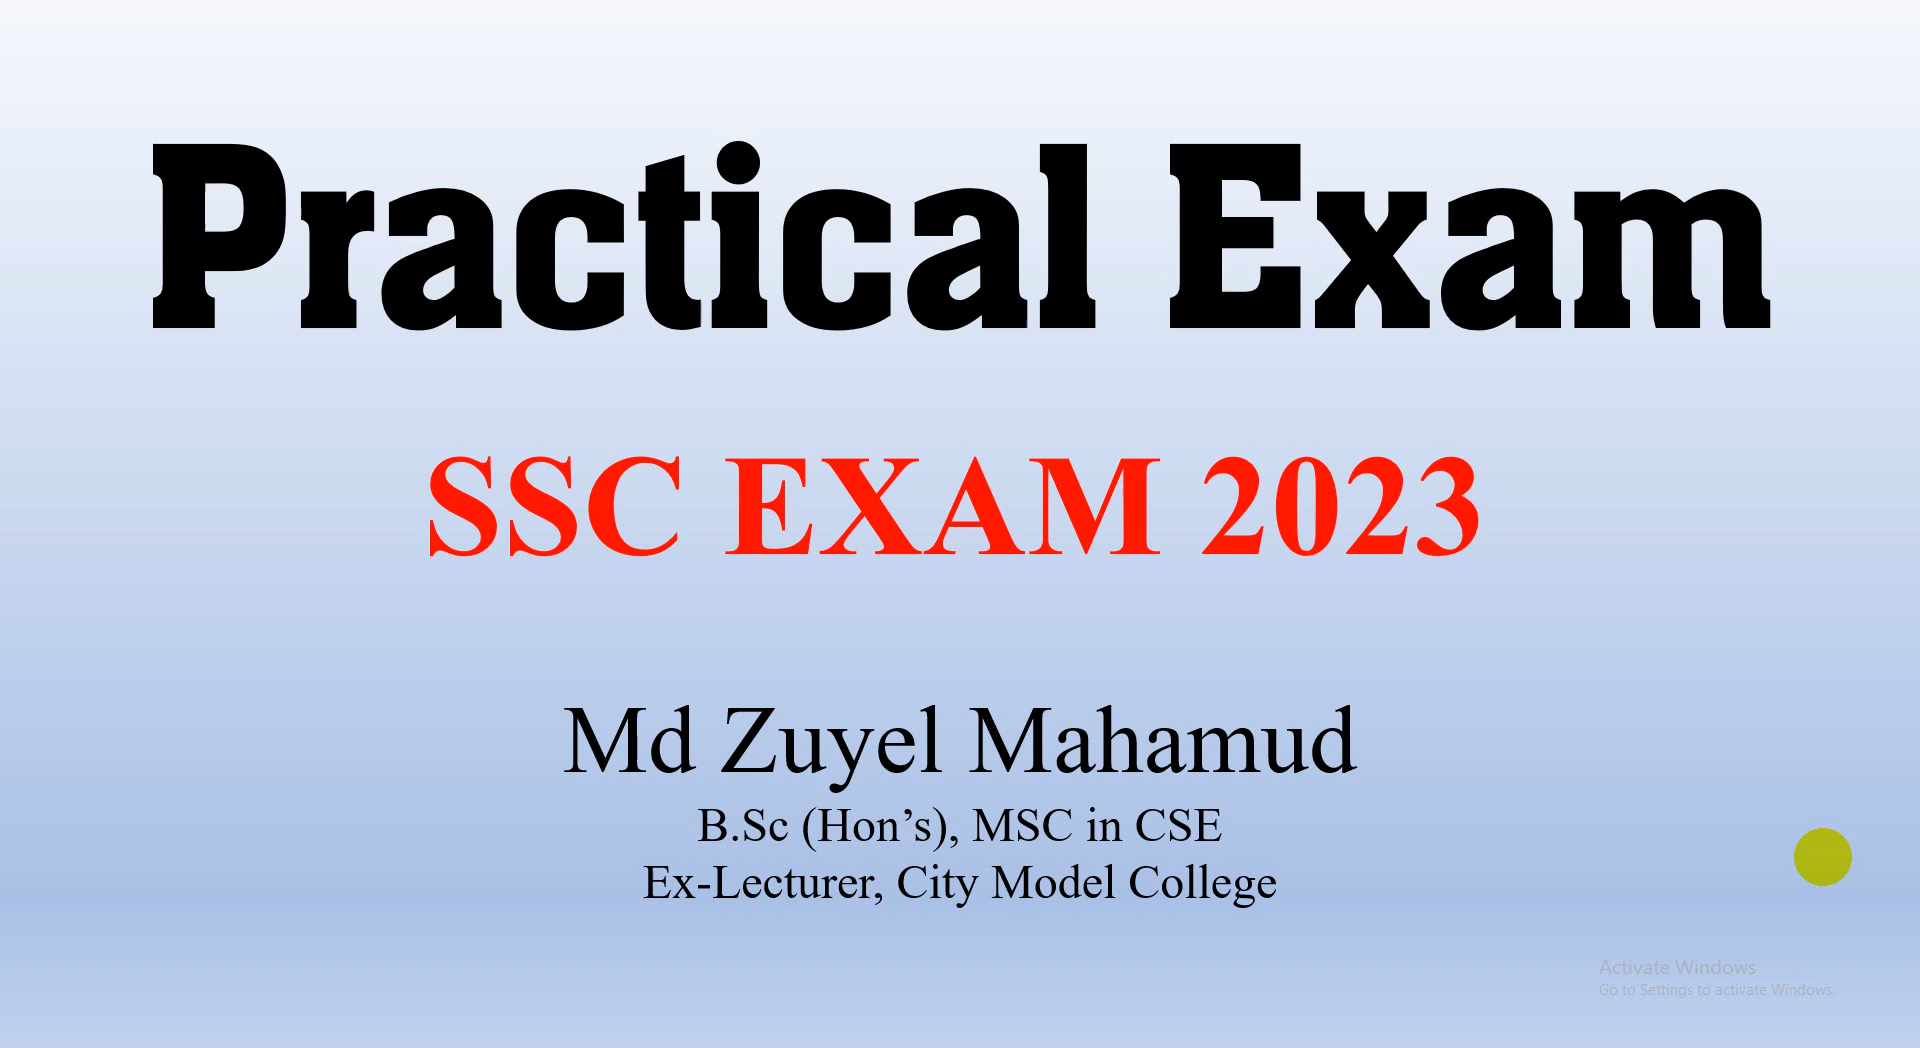 Practical Exam
SSC EXAM 2023
Md Zuyel Mahamud
B.Sc (Hon’s), MSC in CSE
Ex-Lecturer, City Model College
Activate Windows
Go to Settings to activate Windows.